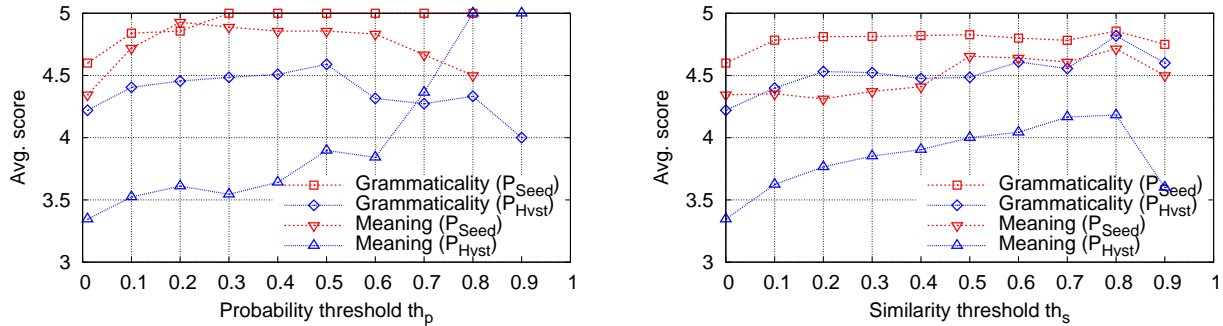 5
4.5
4
3.5
3
Avg. score
0 0.1 0.2 0.3 0.4 0.5 0.6 0.7 0.8 0.9 1
Probability threshold th_p
Grammaticality (P_Seed)
Grammaticality (P_Hvst)
Meaning (P_Seed)
Meaning (P_Hvst)
5
4.5
4
3.5
3
Avg. score
0 0.1 0.2 0.3 0.4 0.5 0.6 0.7 0.8 0.9 1
Similarity threshold th_s
Grammaticality (P_Seed)
Grammaticality (P_Hvst)
Meaning (P_Seed)
Meaning (P_Hvst)